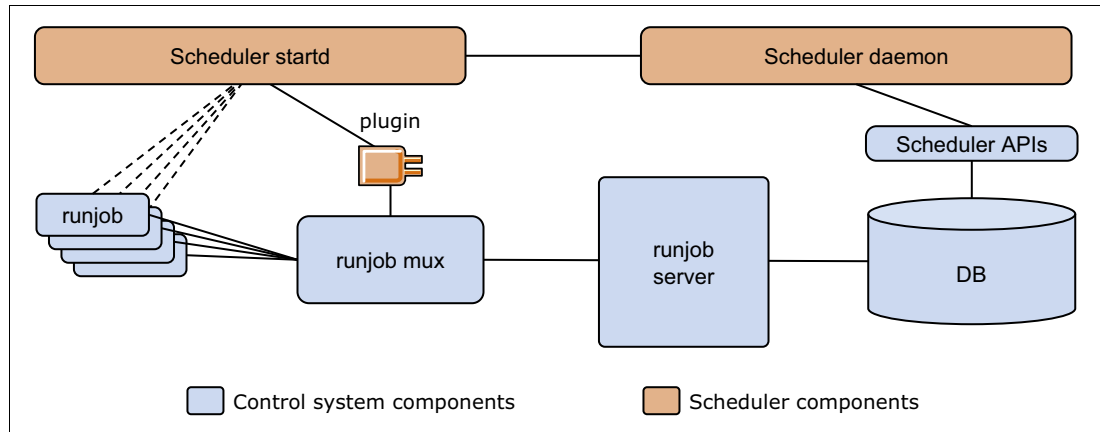 Scheduler startd
Scheduler daemon
plugin
Scheduler APIs
runjob
runjob mux
runjob
server
DB
Control system components
Scheduler components